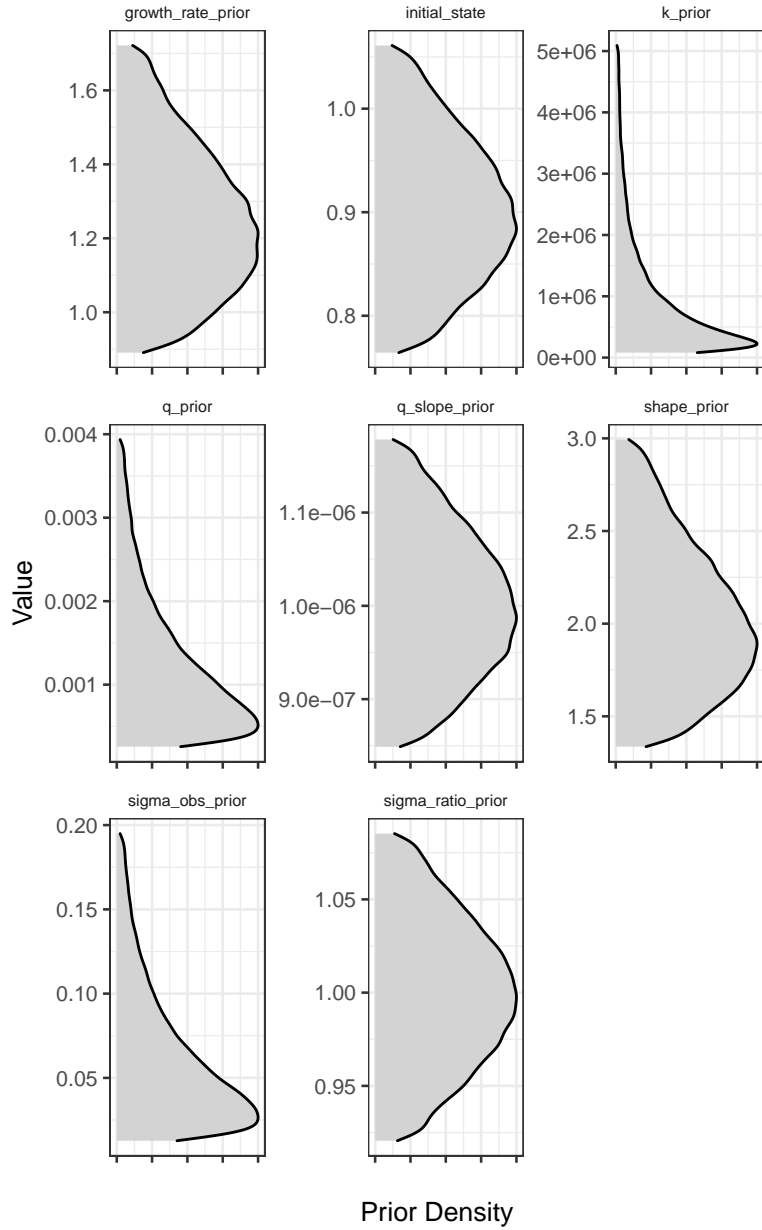 growth_rate_prior
initial_state
k_prior
1.6
1.4
1.2
1.0
1.0
0.9
0.8
5e+06
4e+06
3e+06
2e+06
1e+06
0e+00
q_prior
q_slope_prior
shape_prior
0.004
0.003
0.002
0.001
1.1e−06
1.0e−06
9.0e−07
3.0
2.5
2.0
1.5
Value
sigma_obs_prior
sigma_ratio_prior
0.20
0.15
0.10
0.05
1.05
1.00
0.95
Prior Density